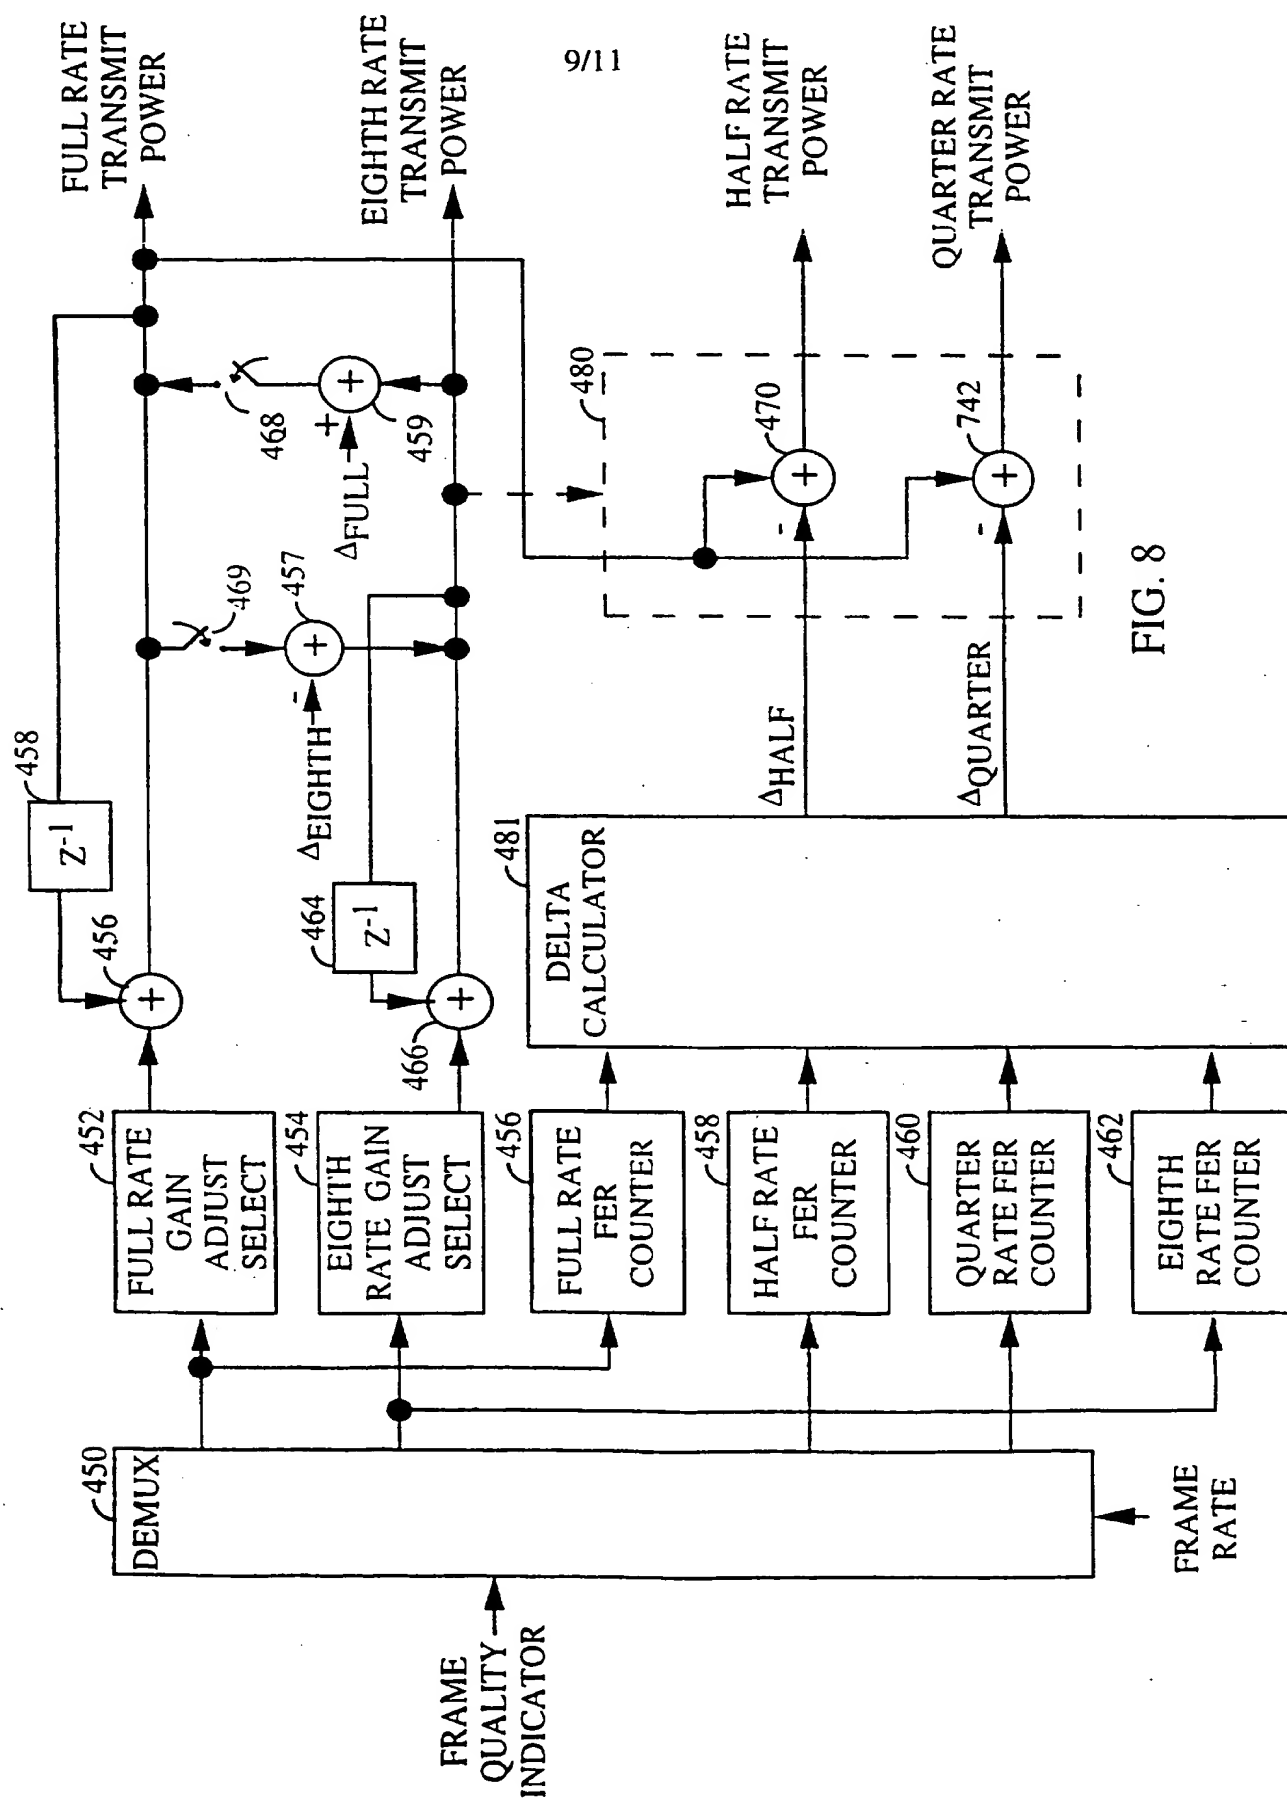 9/11
FRAME
QUALITY
INDICATOR
FRAME
RATE
450
DEMUX
452
FULL RATE
GAIN
ADJUST
SELECT
454
EIGHTH
RATE GAIN
ADJUST
SELECT
456
FULL RATE
FER
COUNTER
458
HALF RATE
FER
COUNTER
460
QUARTER
RATE FER
COUNTER
462
EIGHTH
RATE FER
COUNTER
456
+
458
Z-1
466
+
464
Z-1
481
DELTA
CALCULATOR
469
457
+
-
ΔEIGHTH
468
459
+
+
ΔFULL
ΔHALF
ΔQUARTER
480
470
+
-
742
+
-
FULL RATE
TRANSMIT
POWER
EIGHTH RATE
TRANSMIT
POWER
HALF RATE
TRANSMIT
POWER
QUARTER RATE
TRANSMIT
POWER
FIG. 8